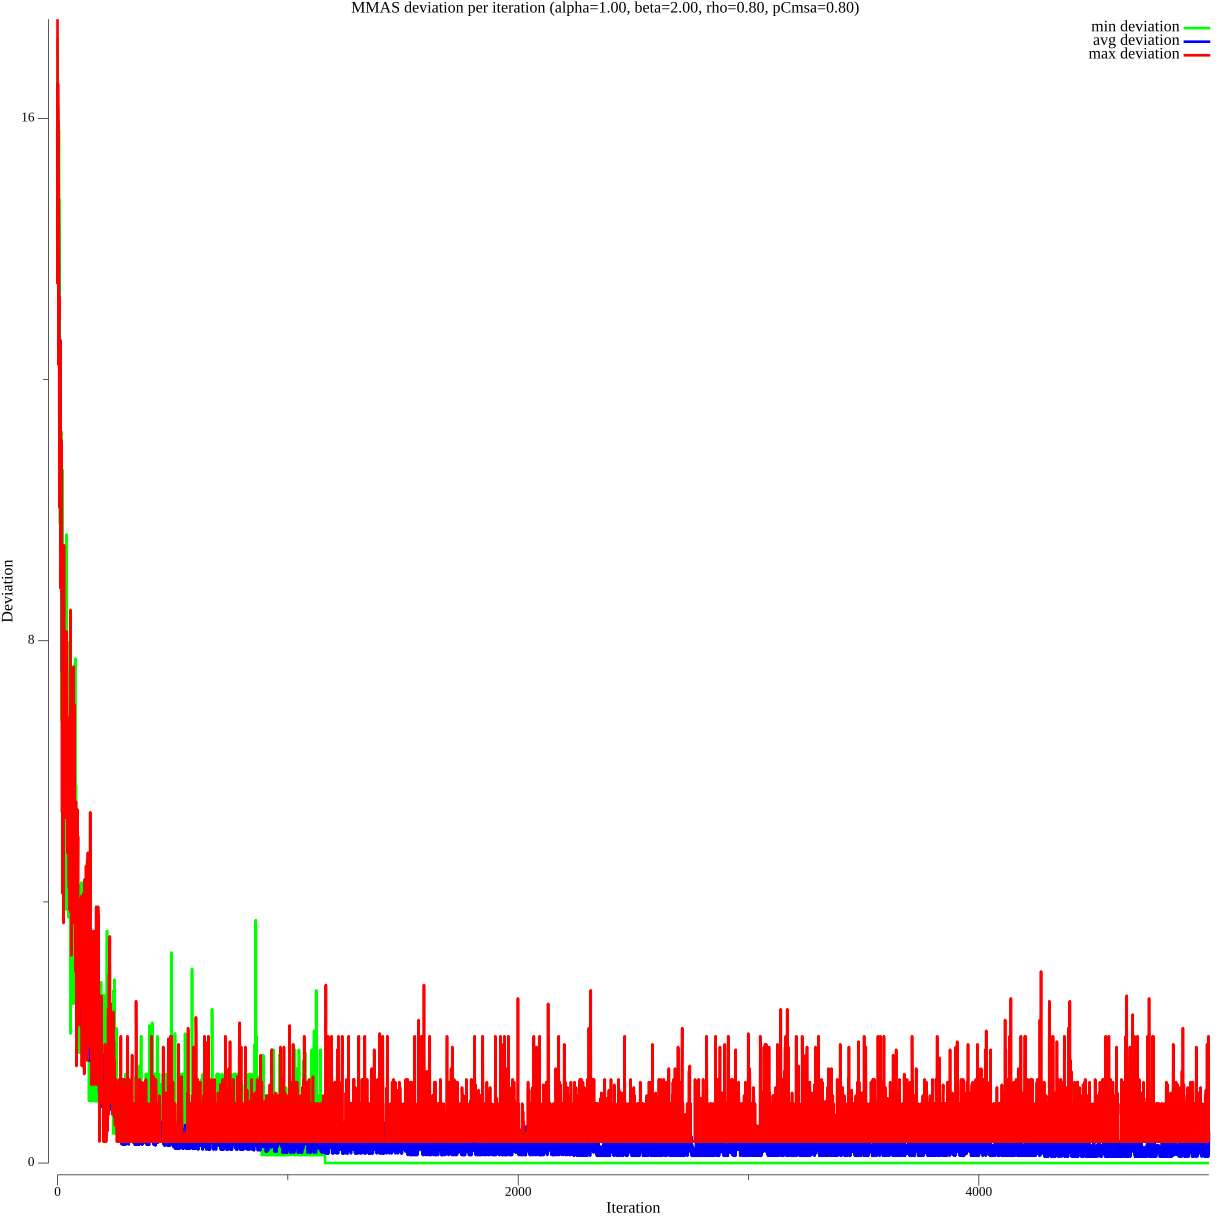 MMAS deviation per iteration (alpha=1.00, beta=2.00, rho=0.80, pCmsa=0.80)
min deviation
avg deviation
max deviation
16
8
0
Deviation
0
2000
4000
Iteration